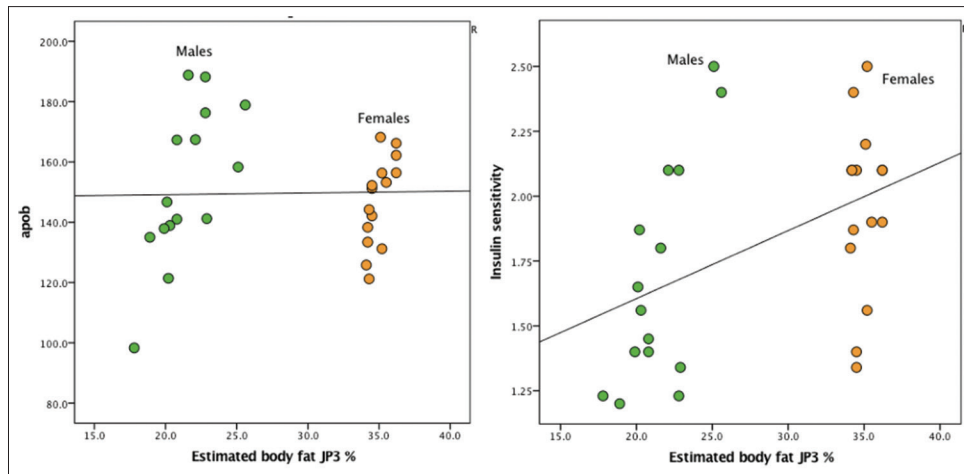 R
200.0
180.0
160.0
140.0
120.0
100.0
80.0
apob
Males
Females
15.0 20.0 25.0 30.0 35.0 40.0
Estimated body fat JP3 %
2.50
2.25
2.00
1.75
1.50
1.25
Insulin sensitivity
Males
Females
15.0 20.0 25.0 30.0 35.0 40.0
Estimated body fat JP3 %